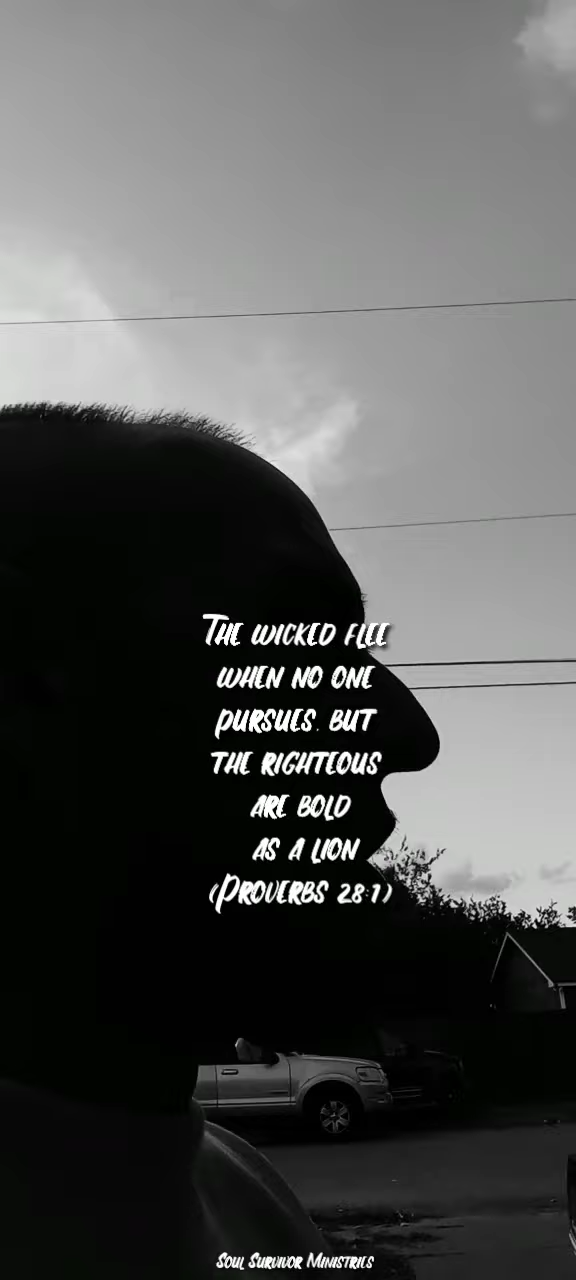 The wicked flee
when no one
pursues. but
the righteous
are bold
as a lion
(Proverbs 28:1)
Soul Survivor Ministries